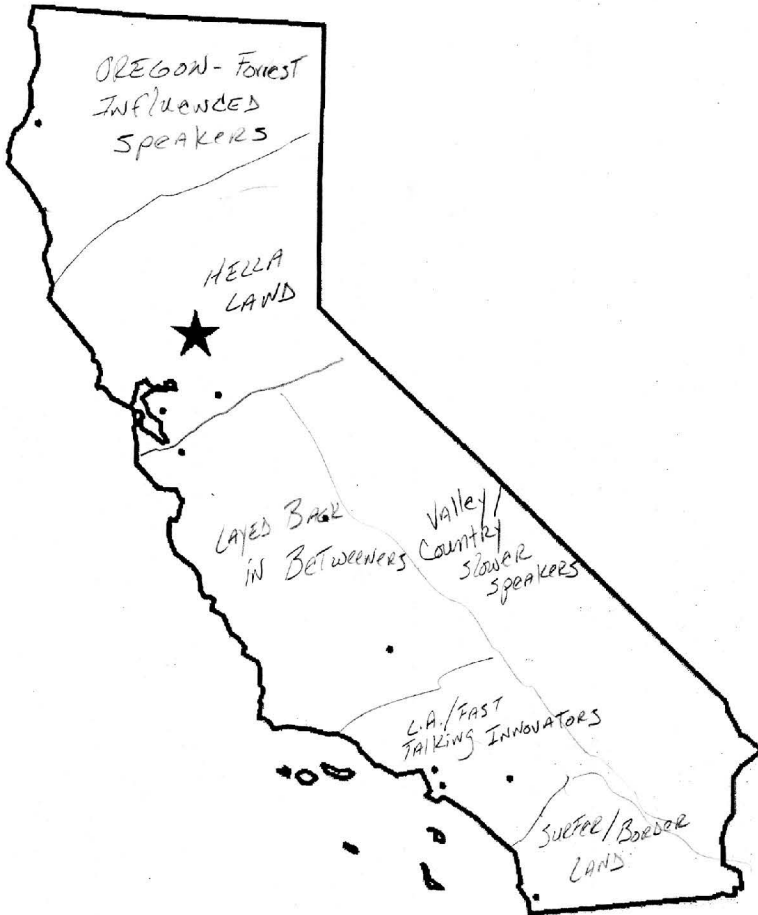 OREGON - Forrest
INFlUENCED
SpeAkeRS
HELLA
LAND
LAYED BACK
iN BeTweeNeRS
Valley/
CouNtRY
SlOWER
SpeAKERS
L.A./FAST
TAlKiNg INNOVATORS
SURFER/BORDER
LAND